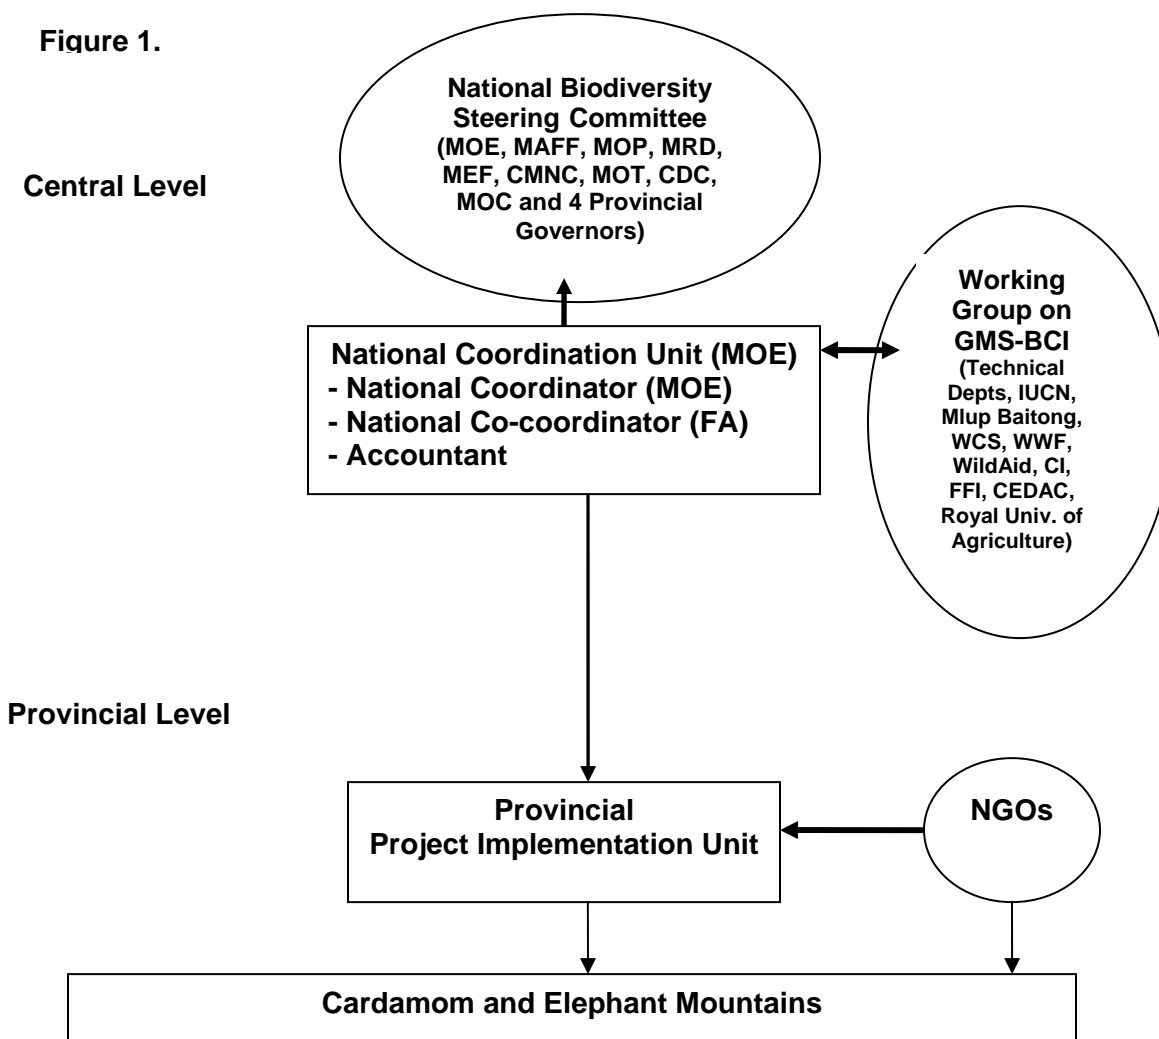 Figure 1.
National Biodiversity
Steering Committee
(MOE, MAFF, MOP, MRD,
MEF, CMNC, MOT, CDC,
MOC and 4 Provincial
Governors)
Central Level
Working
Group on
GMS-BCI
(Technical
Depts, IUCN,
Mlup Baitong,
WCS, WWF,
WildAid, CI,
FFI, CEDAC,
Royal Univ. of
Agriculture)
National Coordination Unit (MOE)
- National Coordinator (MOE)
- National Co-coordinator (FA)
- Accountant
Provincial Level
Provincial
Project Implementation Unit
NGOs
Cardamom and Elephant Mountains